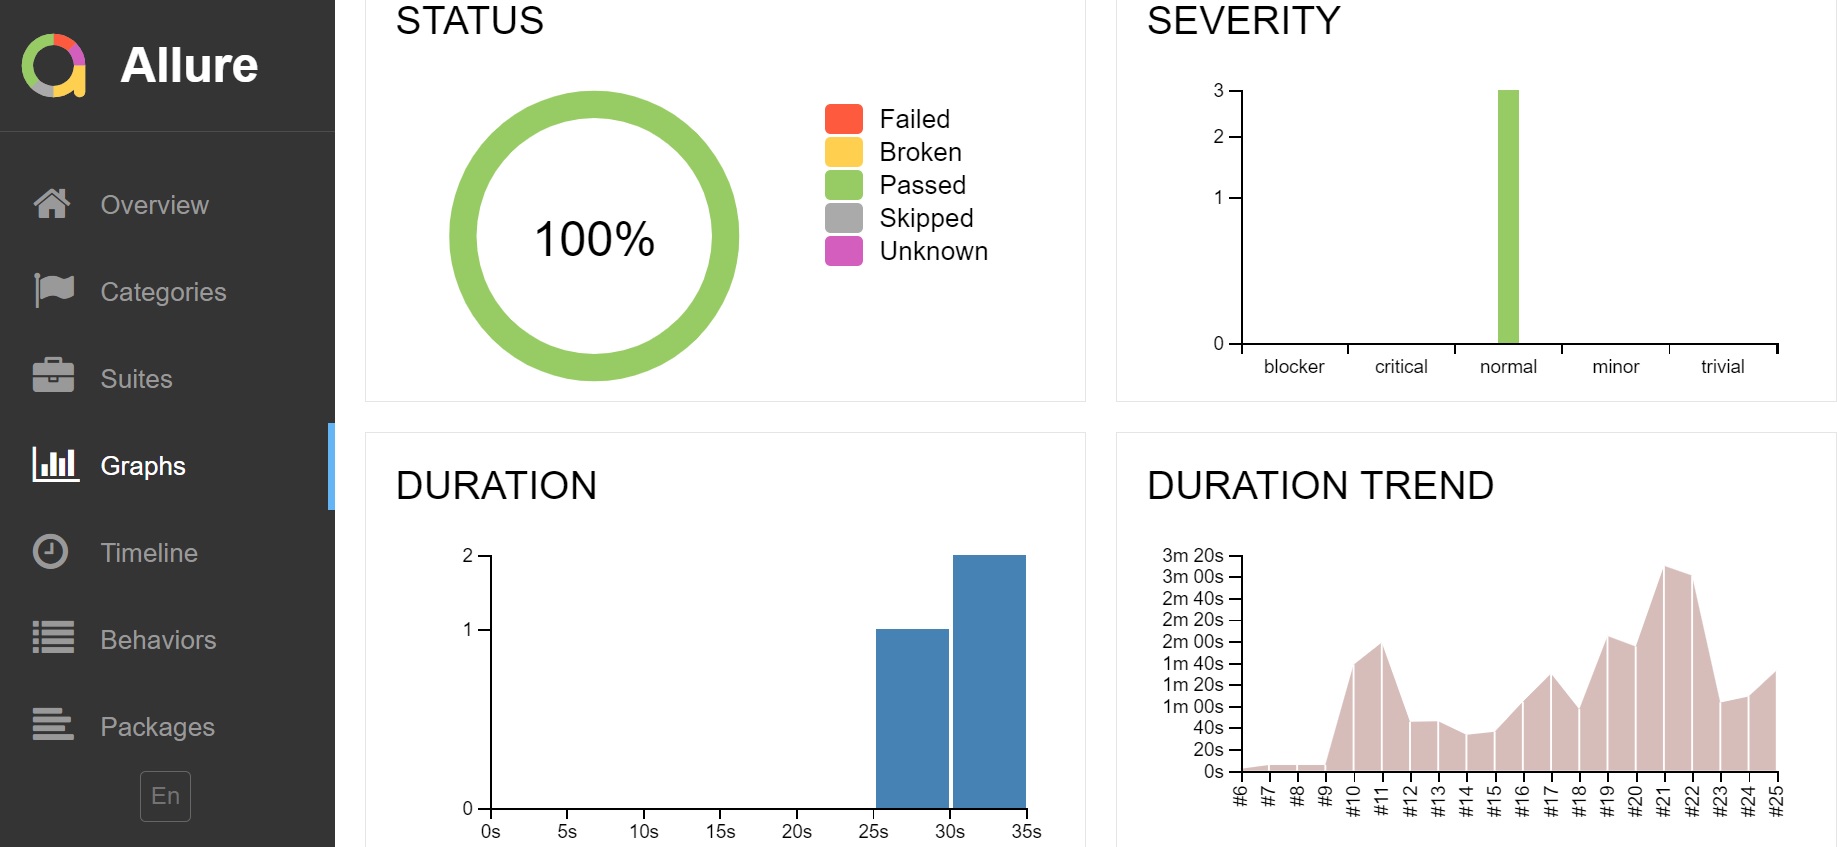 Allure
Overview
Categories
Suites
Graphs
Timeline
Behaviors
Packages
En
STATUS
100%
Failed
Broken
Passed
Skipped
Unknown
SEVERITY
3
2
1
0
blocker critical normal minor trivial
DURATION
2
1
0
0s 5s 10s 15s 20s 25s 30s 35s
DURATION TREND
3m 20s
3m 00s
2m 40s
2m 20s
2m 00s
1m 40s
1m 20s
1m 00s
40s
20s
0s
#6 #7 #8 #9 #10 #11 #12 #13 #14 #15 #16 #17 #18 #19 #20 #21 #22 #23 #24 #25